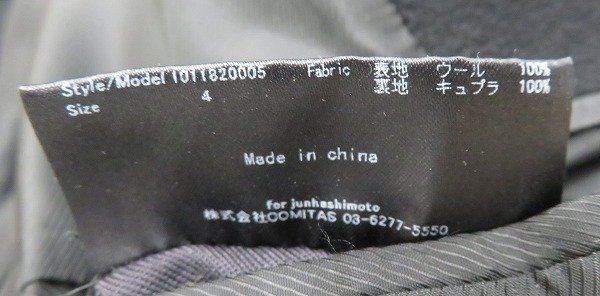 Style/Model 1011820005 Fabric 表地 ウール 100%
Size 4 裏地 キュプラ 100%
Made in china
for junhashimoto
株式会社COMITAS 03-6277-5550